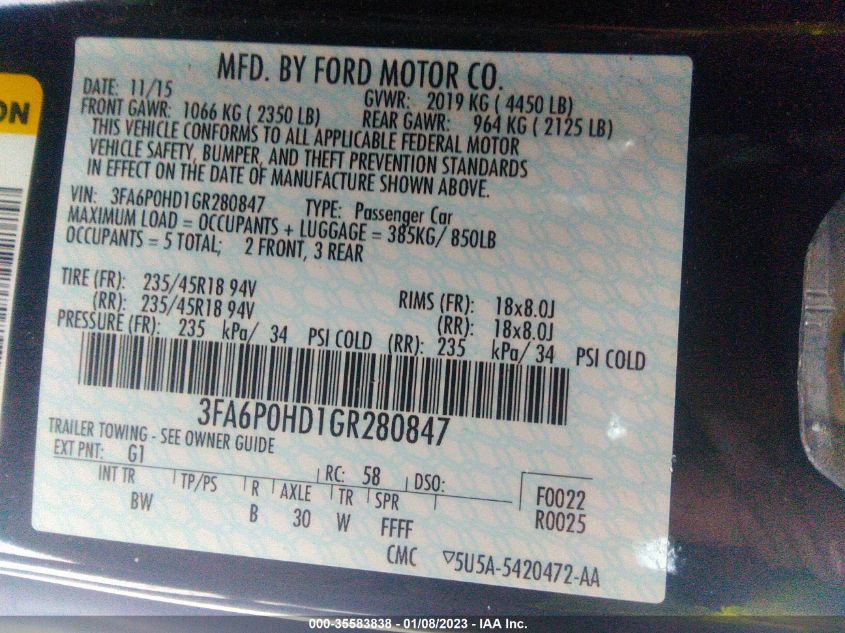 MFD. BY FORD MOTOR CO.
DATE: 11/15 GVWR: 2019 KG ( 4450 LB)
FRONT GAWR: 1066 KG ( 2350 LB) REAR GAWR: 964 KG ( 2125 LB)
THIS VEHICLE CONFORMS TO ALL APPLICABLE FEDERAL MOTOR
VEHICLE SAFETY, BUMPER, AND THEFT PREVENTION STANDARDS
IN EFFECT ON THE DATE OF MANUFACTURE SHOWN ABOVE.
VIN: 3FA6P0HD1GR280847 TYPE: Passenger Car
MAXIMUM LOAD = OCCUPANTS + LUGGAGE = 385KG/ 850LB
OCCUPANTS = 5 TOTAL; 2 FRONT, 3 REAR
TIRE (FR): 235/45R18 94V RIMS (FR): 18x8.0J
(RR): 235/45R18 94V (RR): 18x8.0J
PRESSURE (FR): 235 kPa/ 34 PSI COLD (RR): 235 kPa/ 34 PSI COLD
3FA6P0HD1GR280847
TRAILER TOWING - SEE OWNER GUIDE
EXT PNT: G1 RC: 58 DSO: F0022
INT TR TP/PS R AXLE TR SPR R0025
BW B 30 W FFFF
CMC ▽5U5A-5420472-AA
ON
000-35583838 - 01/08/2023 - IAA Inc.